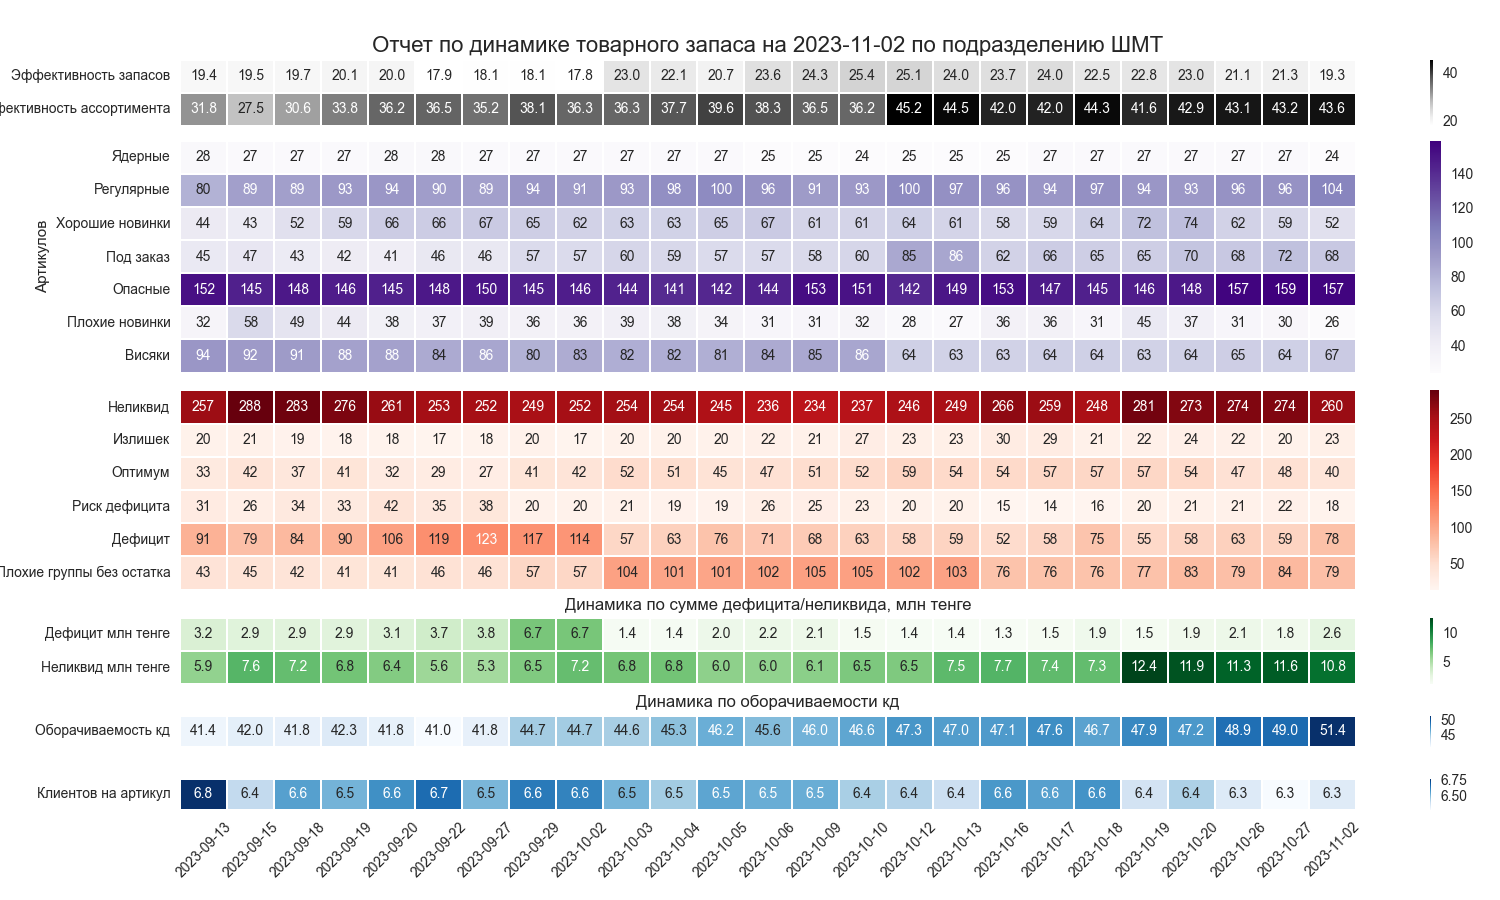 Отчет по динамике товарного запаса на 2023-11-02 по подразделению ШМТ
Эффективность запасов 19.4 19.5 19.7 20.1 20.0 17.9 18.1 18.1 17.8 23.0 22.1 20.7 23.6 24.3 25.4 25.1 24.0 23.7 24.0 22.5 22.8 23.0 21.1 21.3 19.3
фективность ассортимента 31.8 27.5 30.6 33.8 36.2 36.5 35.2 38.1 36.3 36.3 37.7 39.6 38.3 36.5 36.2 45.2 44.5 42.0 42.0 44.3 41.6 42.9 43.1 43.2 43.6
40
20
Артикулов
Ядерные 28 27 27 27 28 28 27 27 27 27 27 27 25 25 24 25 25 25 27 27 27 27 27 27 24
Регулярные 80 89 89 93 94 90 89 94 91 93 98 100 96 91 93 100 97 96 94 97 94 93 96 96 104
Хорошие новинки 44 43 52 59 66 66 67 65 62 63 63 65 67 61 61 64 61 58 59 64 72 74 62 59 52
Под заказ 45 47 43 42 41 46 46 57 57 60 59 57 57 58 60 85 86 62 66 65 65 70 68 72 68
Опасные 152 145 148 146 145 148 150 145 146 144 141 142 144 153 151 142 149 153 147 145 146 148 157 159 157
Плохие новинки 32 58 49 44 38 37 39 36 36 39 38 34 31 31 32 28 27 36 36 31 45 37 31 30 26
Висяки 94 92 91 88 88 84 86 80 83 82 82 81 84 85 86 64 63 63 64 64 63 64 65 64 67
140
120
100
80
60
40
Неликвид 257 288 283 276 261 253 252 249 252 254 254 245 236 234 237 246 249 266 259 248 281 273 274 274 260
Излишек 20 21 19 18 18 17 18 20 17 20 20 20 22 21 27 23 23 30 29 21 22 24 22 20 23
Оптимум 33 42 37 41 32 29 27 41 42 52 51 45 47 51 52 59 54 54 57 57 57 54 47 48 40
Риск дефицита 31 26 34 33 42 35 38 20 20 21 19 19 26 25 23 20 20 15 14 16 20 21 21 22 18
Дефицит 91 79 84 90 106 119 123 117 114 57 63 76 71 68 63 58 59 52 58 75 55 58 63 59 78
Плохие группы без остатка 43 45 42 41 41 46 46 57 57 104 101 101 102 105 105 102 103 76 76 76 77 83 79 84 79
250
200
150
100
50
Динамика по сумме дефицита/неликвида, млн тенге
Дефицит млн тенге 3.2 2.9 2.9 2.9 3.1 3.7 3.8 6.7 6.7 1.4 1.4 2.0 2.2 2.1 1.5 1.4 1.4 1.3 1.5 1.9 1.5 1.9 2.1 1.8 2.6
Неликвид млн тенге 5.9 7.6 7.2 6.8 6.4 5.6 5.3 6.5 7.2 6.8 6.8 6.0 6.0 6.1 6.5 6.5 7.5 7.7 7.4 7.3 12.4 11.9 11.3 11.6 10.8
10
5
Динамика по оборачиваемости кд
Оборачиваемость кд 41.4 42.0 41.8 42.3 41.8 41.0 41.8 44.7 44.7 44.6 45.3 46.2 45.6 46.0 46.6 47.3 47.0 47.1 47.6 46.7 47.9 47.2 48.9 49.0 51.4
50
45
Клиентов на артикул 6.8 6.4 6.6 6.5 6.6 6.7 6.5 6.6 6.6 6.5 6.5 6.5 6.5 6.5 6.4 6.4 6.4 6.6 6.6 6.6 6.4 6.4 6.3 6.3 6.3
6.75
6.50
2023-09-13 2023-09-15 2023-09-18 2023-09-19 2023-09-20 2023-09-22 2023-09-27 2023-09-29 2023-10-02 2023-10-03 2023-10-04 2023-10-05 2023-10-06 2023-10-09 2023-10-10 2023-10-12 2023-10-13 2023-10-16 2023-10-17 2023-10-18 2023-10-19 2023-10-20 2023-10-26 2023-10-27 2023-11-02